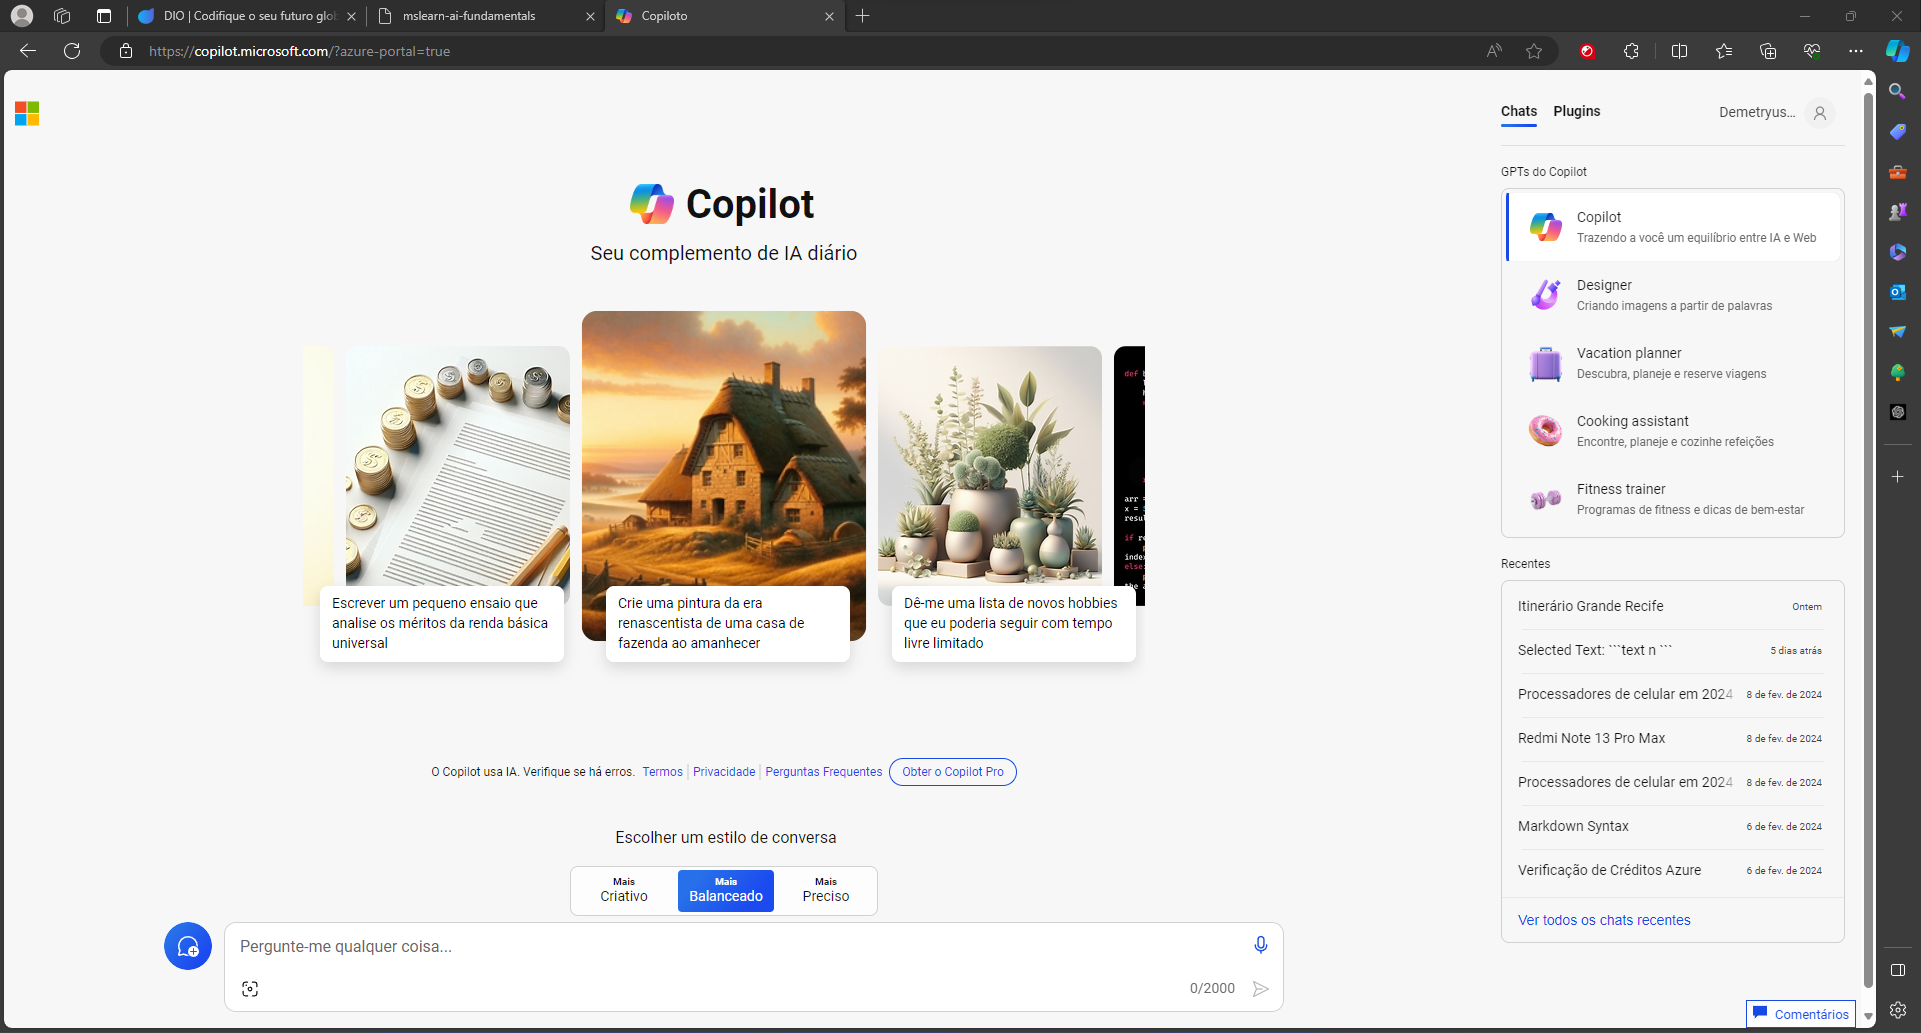 DIO | Codifique o seu futuro glob
mslearn-ai-fundamentals
Copiloto
https://copilot.microsoft.com/?azure-portal=true
Chats
Plugins
Demetryus...
Copilot
Seu complemento de IA diário
Escrever um pequeno ensaio que
analise os méritos da renda básica
universal
Crie uma pintura da era
renascentista de uma casa de
fazenda ao amanhecer
Dê-me uma lista de novos hobbies
que eu poderia seguir com tempo
livre limitado
def
arr =
x =
if re
index
else:
the a
O Copilot usa IA. Verifique se há erros. Termos | Privacidade | Perguntas Frequentes
Obter o Copilot Pro
Escolher um estilo de conversa
Mais
Criativo
Mais
Balanceado
Mais
Preciso
Pergunte-me qualquer coisa...
0/2000
GPTs do Copilot
Copilot
Trazendo a você um equilíbrio entre IA e Web
Designer
Criando imagens a partir de palavras
Vacation planner
Descubra, planeje e reserve viagens
Cooking assistant
Encontre, planeje e cozinhe refeições
Fitness trainer
Programas de fitness e dicas de bem-estar
Recentes
Itinerário Grande Recife Ontem
Selected Text: ```text n ``` 5 dias atrás
Processadores de celular em 2024 8 de fev. de 2024
Redmi Note 13 Pro Max 8 de fev. de 2024
Processadores de celular em 2024 8 de fev. de 2024
Markdown Syntax 6 de fev. de 2024
Verificação de Créditos Azure 6 de fev. de 2024
Ver todos os chats recentes
Comentários